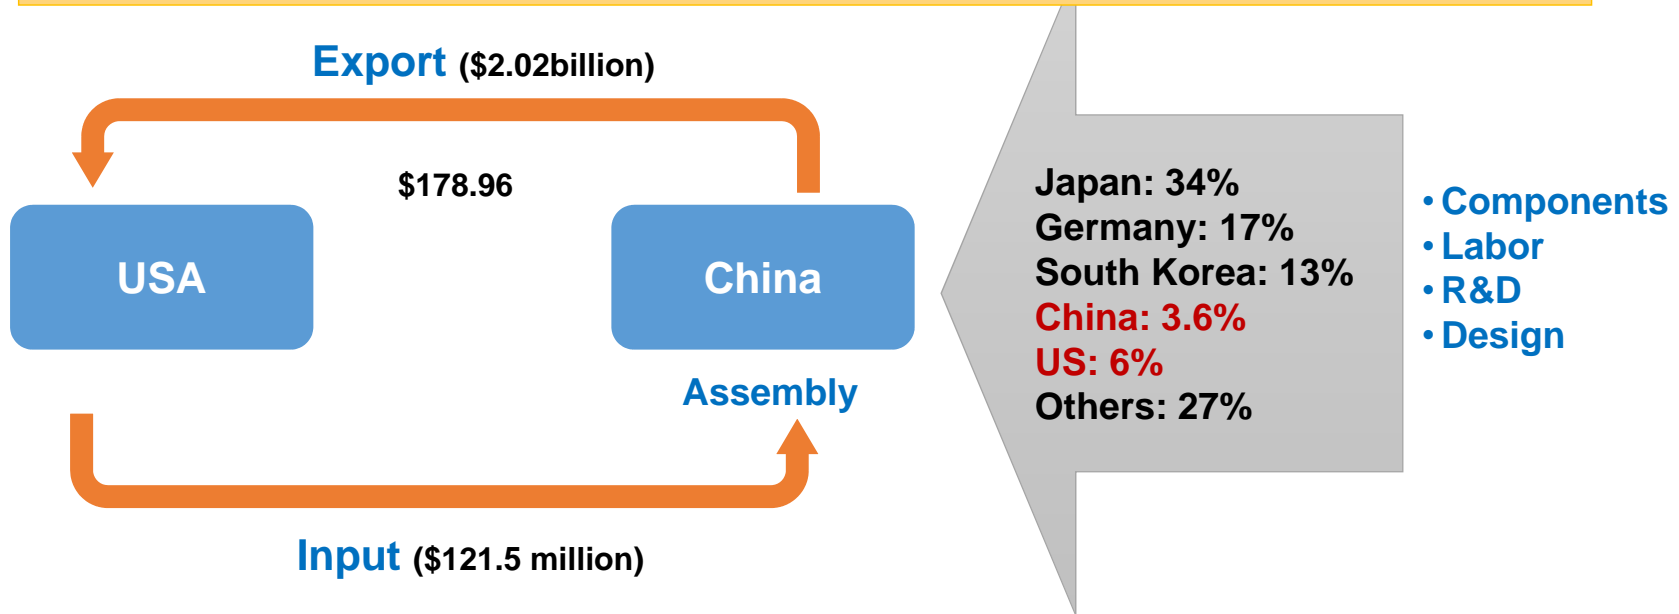 Export ($2.02billion)
$178.96
USA
China
Assembly
Input ($121.5 million)
Japan: 34%
Germany: 17%
South Korea: 13%
China: 3.6%
US: 6%
Others: 27%
• Components
• Labor
• R&D
• Design